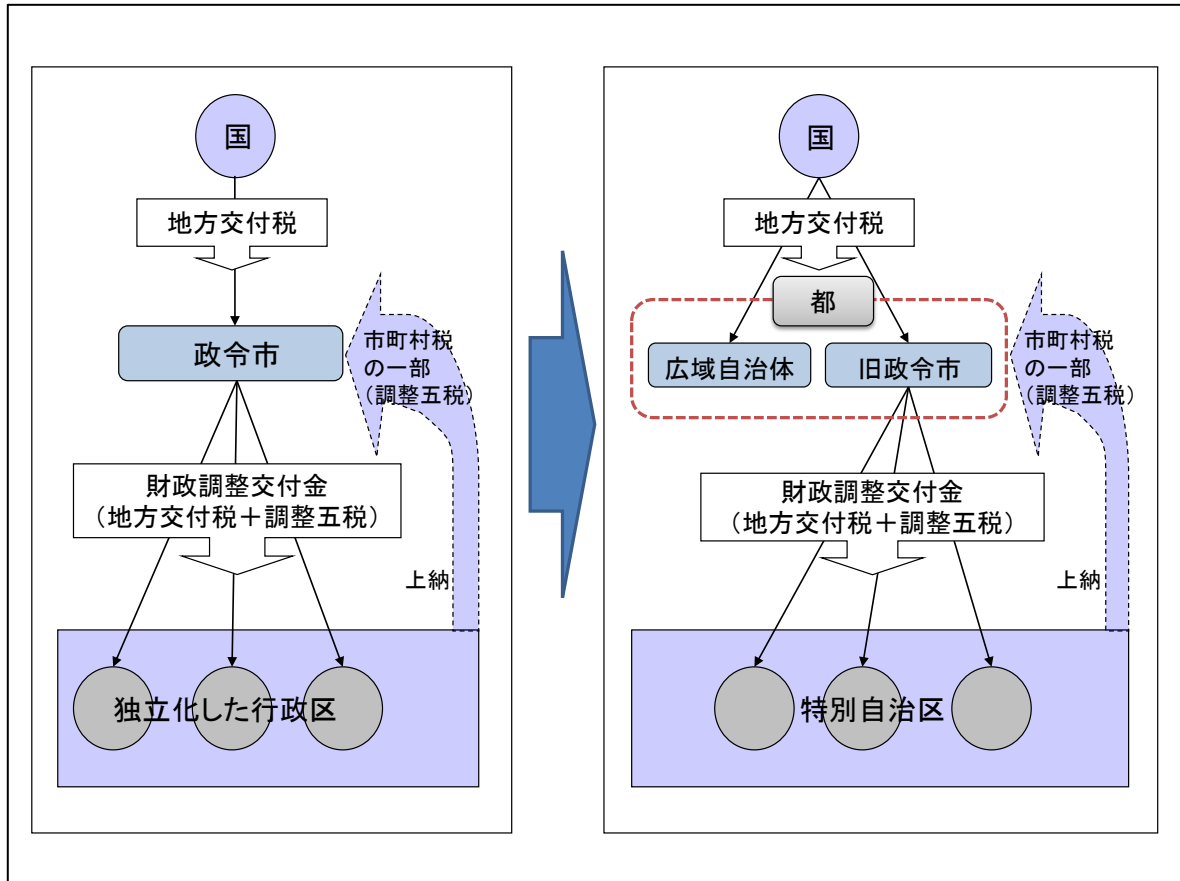 国
地方交付税
政令市
市町村税
の一部
（調整五税）
財政調整交付金
（地方交付税＋調整五税）
上納
独立化した行政区
国
地方交付税
都
広域自治体
旧政令市
市町村税
の一部
（調整五税）
財政調整交付金
（地方交付税＋調整五税）
上納
特別自治区